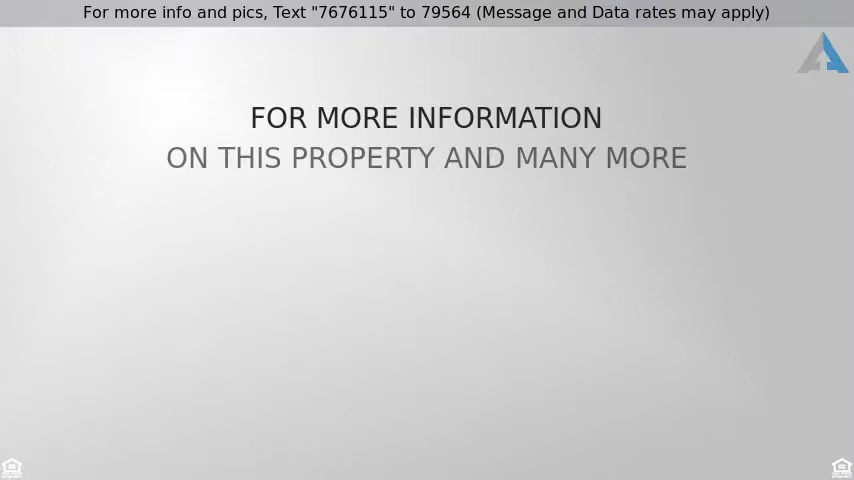 For more info and pics, Text "7676115" to 79564 (Message and Data rates may apply)
FOR MORE INFORMATION
ON THIS PROPERTY AND MANY MORE